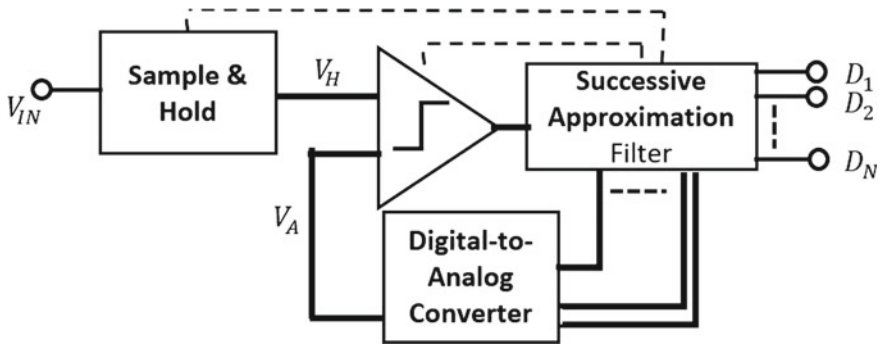 Sample &
Hold
V_IN
V_H
Successive
Approximation
Filter
D_1
D_2
D_N
V_A
Digital-to-
Analog
Converter